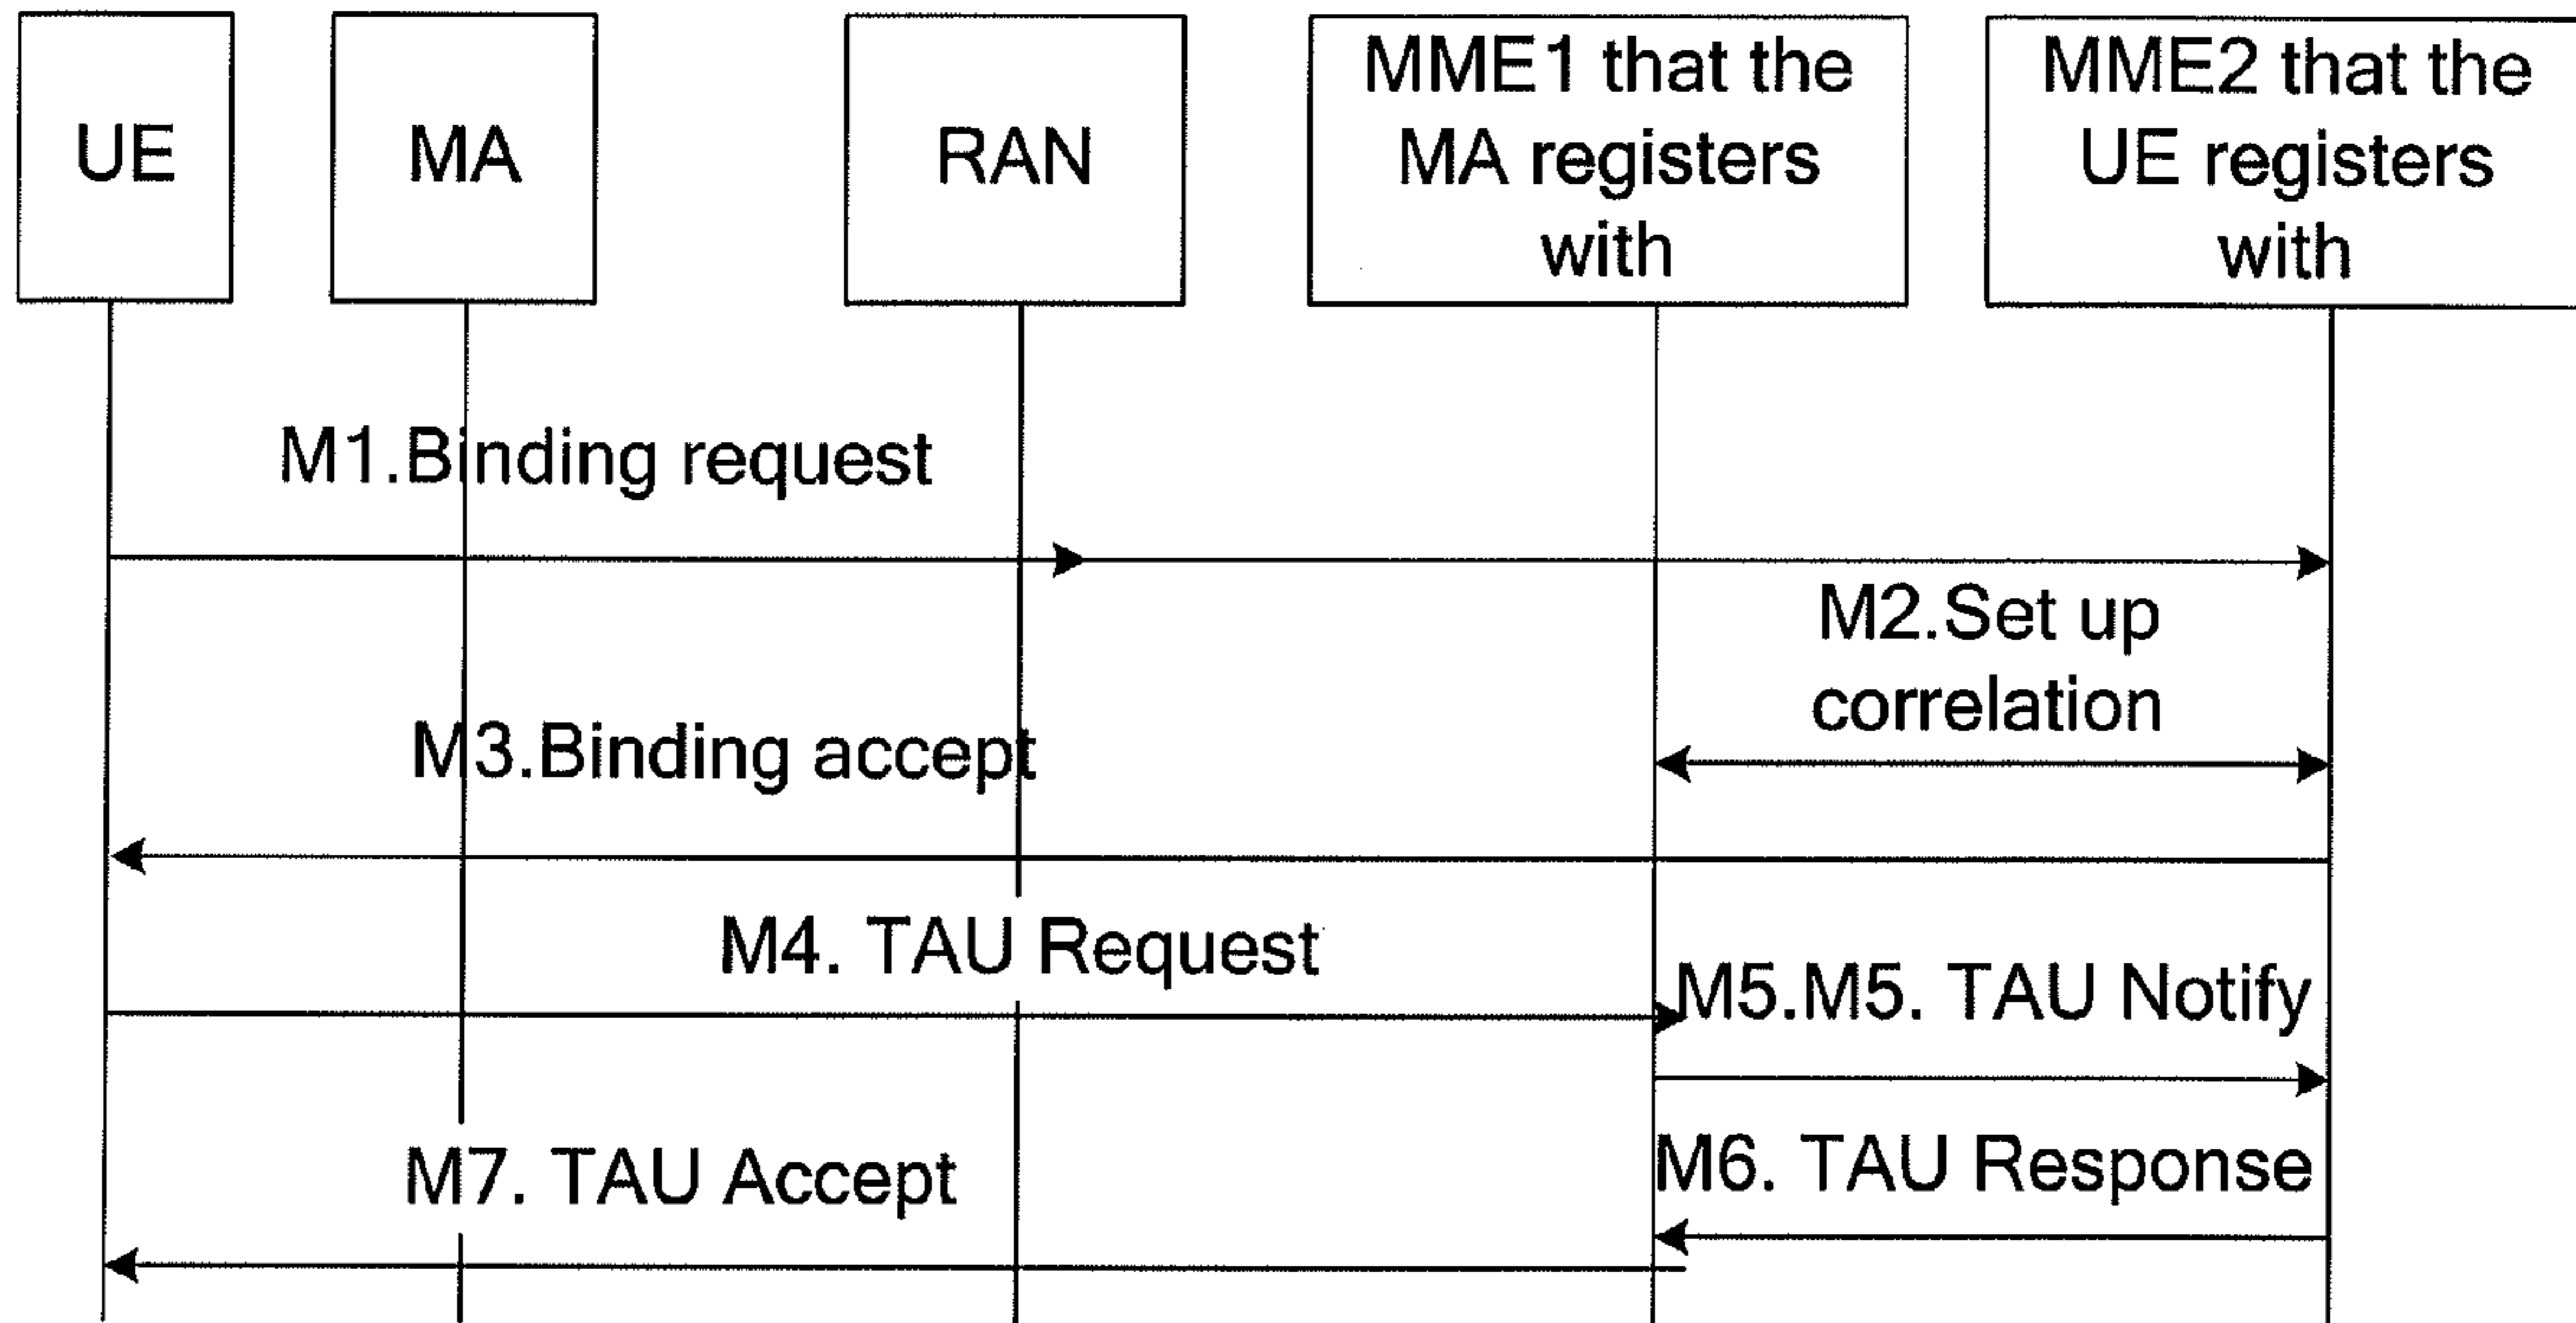 UE
MA
RAN
MME1 that the
MA registers
with
MME2 that the
UE registers
with
M1.Binding request
M2.Set up
correlation
M3.Binding accept
M4. TAU Request
M5.M5. TAU Notify
M6. TAU Response
M7. TAU Accept